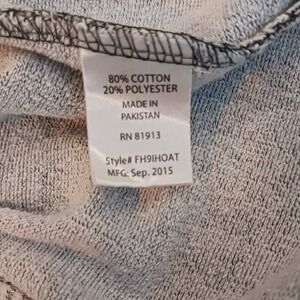 80% COTTON
20% POLYESTER
MADE IN
PAKISTAN
RN 81913
Style# FH9IHOAT
MFG: Sep. 2015